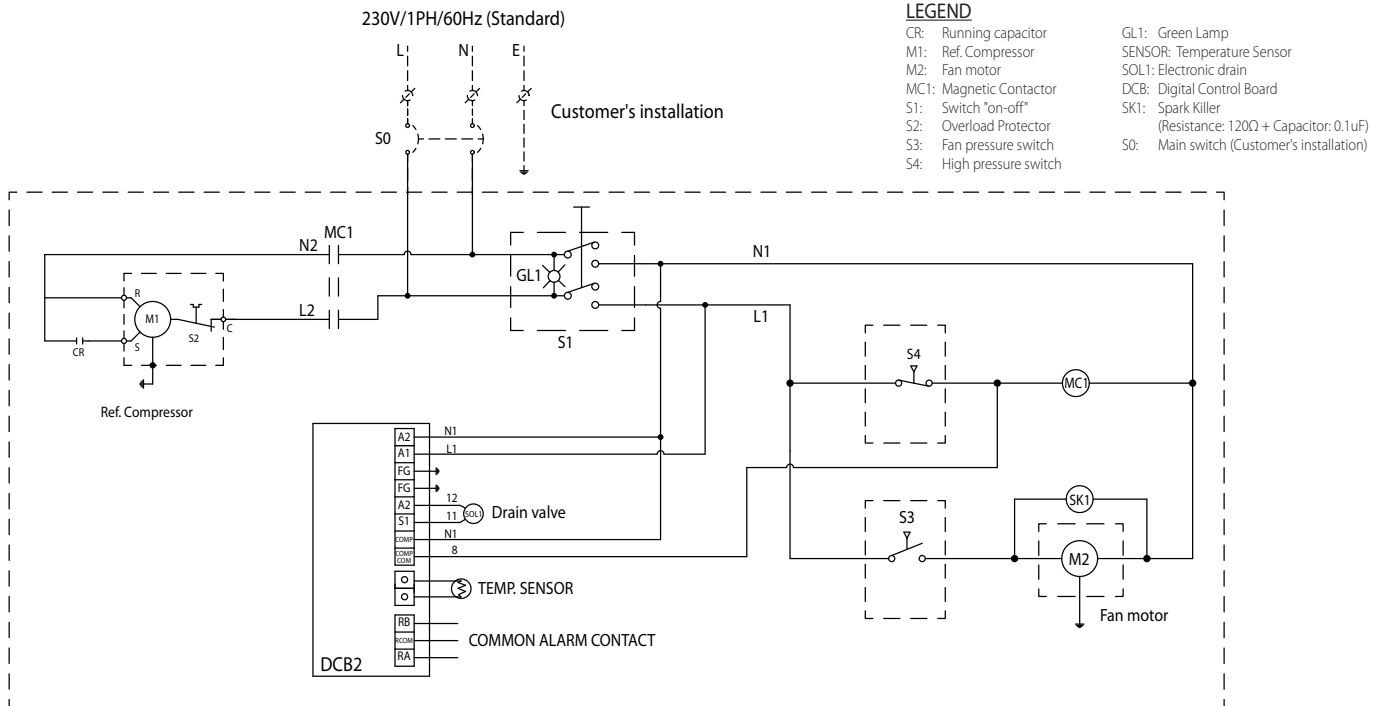 230V/1PH/60Hz (Standard)
L
N
E
Customer's installation
S0
LEGEND
CR: Running capacitor
M1: Ref. Compressor
M2: Fan motor
MC1: Magnetic Contactor
S1: Switch "on-off"
S2: Overload Protector
S3: Fan pressure switch
S4: High pressure switch
GL1: Green Lamp
SENSOR: Temperature Sensor
SOL1: Electronic drain
DCB: Digital Control Board
SK1: Spark Killer
(Resistance: 120Ω + Capacitor: 0.1uF)
S0: Main switch (Customer's installation)
N2
MC1
L2
R
M1
S
S2
C
CR
Ref. Compressor
GL1
S1
N1
L1
S4
MC1
S3
SK1
M2
Fan motor
A2 N1
A1 L1
FG
FG
A2 12
S1 11 SOL1 Drain valve
COMP N1
COMP COM 8
TEMP. SENSOR
RB
RCOM COMMON ALARM CONTACT
RA
DCB2